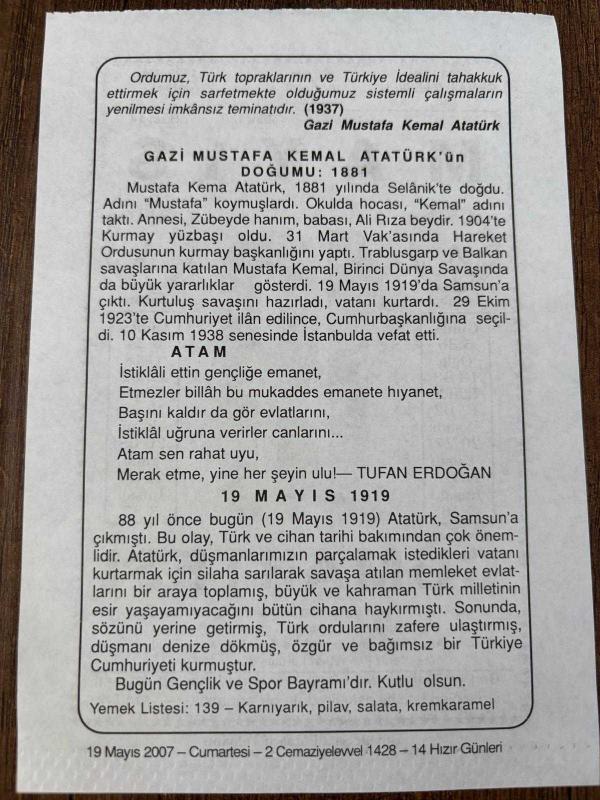 Ordumuz, Türk topraklarının ve Türkiye İdealini tahakkuk
ettirmek için sarfetmekte olduğumuz sistemli çalışmaların
yenilmesi imkânsız teminatıdır. (1937)
Gazi Mustafa Kemal Atatürk
GAZİ MUSTAFA KEMAL ATATÜRK'ün
DOĞUMU: 1881
Mustafa Kema Atatürk, 1881 yılında Selânik'te doğdu.
Adını “Mustafa” koymuşlardı. Okulda hocası, “Kemal” adını
taktı. Annesi, Zübeyde hanım, babası, Ali Rıza beydir. 1904'te
Kurmay yüzbaşı oldu. 31 Mart Vak'asında Hareket
Ordusunun kurmay başkanlığını yaptı. Trablusgarp ve Balkan
savaşlarına katılan Mustafa Kemal, Birinci Dünya Savaşında
da büyük yararlıklar gösterdi. 19 Mayıs 1919'da Samsun'a
çıktı. Kurtuluş savaşını hazırladı, vatanı kurtardı. 29 Ekim
1923'te Cumhuriyet ilân edilince, Cumhurbaşkanlığına seçil-
di. 10 Kasım 1938 senesinde İstanbulda vefat etti.
ATAM
İstiklâli ettin gençliğe emanet,
Etmezler billâh bu mukaddes emanete hıyanet,
Başını kaldır da gör evlatlarını,
İstiklâl uğruna verirler canlarını...
Atam sen rahat uyu,
Merak etme, yine her şeyin ulu!— TUFAN ERDOĞAN
19 MAYIS 1919
88 yıl önce bugün (19 Mayıs 1919) Atatürk, Samsun'a
çıkmıştı. Bu olay, Türk ve cihan tarihi bakımından çok önem-
lidir. Atatürk, düşmanlarımızın parçalamak istedikleri vatanı
kurtarmak için silaha sarılarak savaşa atılan memleket evlat-
larını bir araya toplamış, büyük ve kahraman Türk milletinin
esir yaşayamıyacağını bütün cihana haykırmıştı. Sonunda,
sözünü yerine getirmiş, Türk ordularını zafere ulaştırmış,
düşmanı denize dökmüş, özgür ve bağımsız bir Türkiye
Cumhuriyeti kurmuştur.
Bugün Gençlik ve Spor Bayramı'dır. Kutlu olsun.
Yemek Listesi: 139 – Karnıyarık, pilav, salata, kremkaramel
19 Mayıs 2007 – Cumartesi – 2 Cemaziyelevvel 1428 – 14 Hızır Günleri